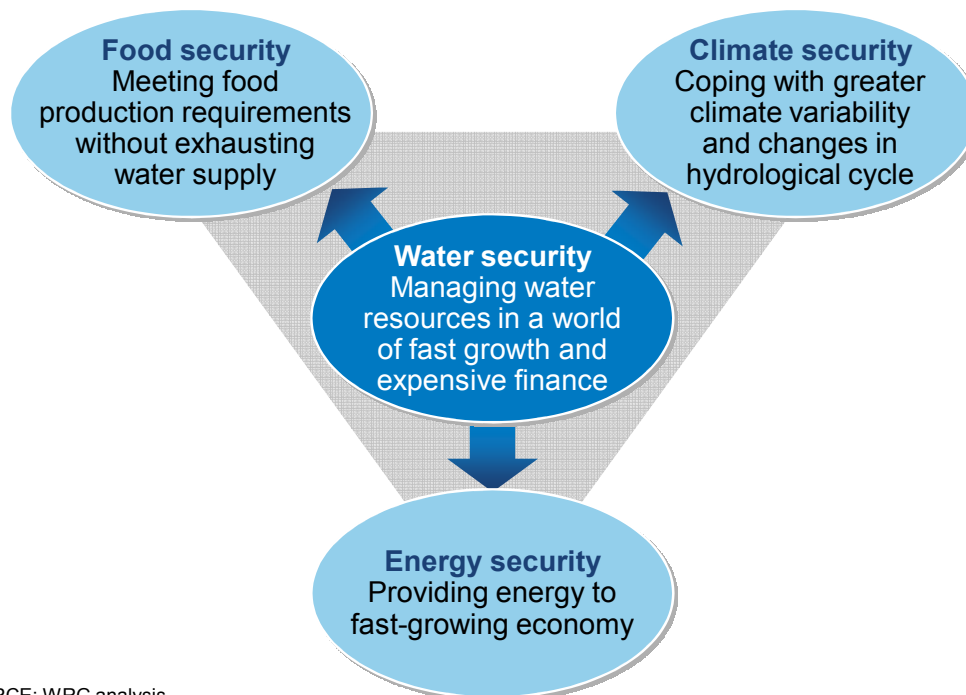 Food security
Meeting food
production requirements
without exhausting
water supply
Climate security
Coping with greater
climate variability
and changes in
hydrological cycle
Water security
Managing water
resources in a world
of fast growth and
expensive finance
Energy security
Providing energy to
fast-growing economy
WRG analysis